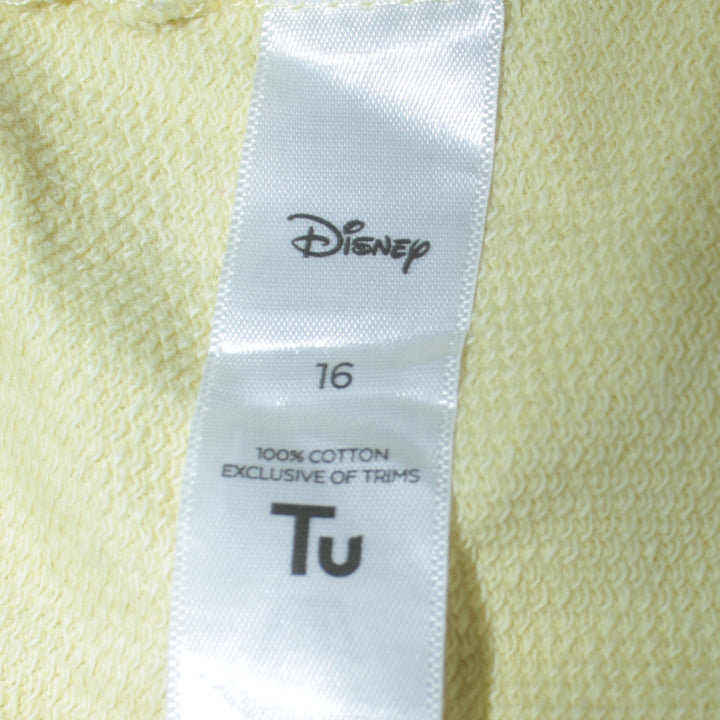 Disney
16
100% COTTON
EXCLUSIVE OF TRIMS
Tu